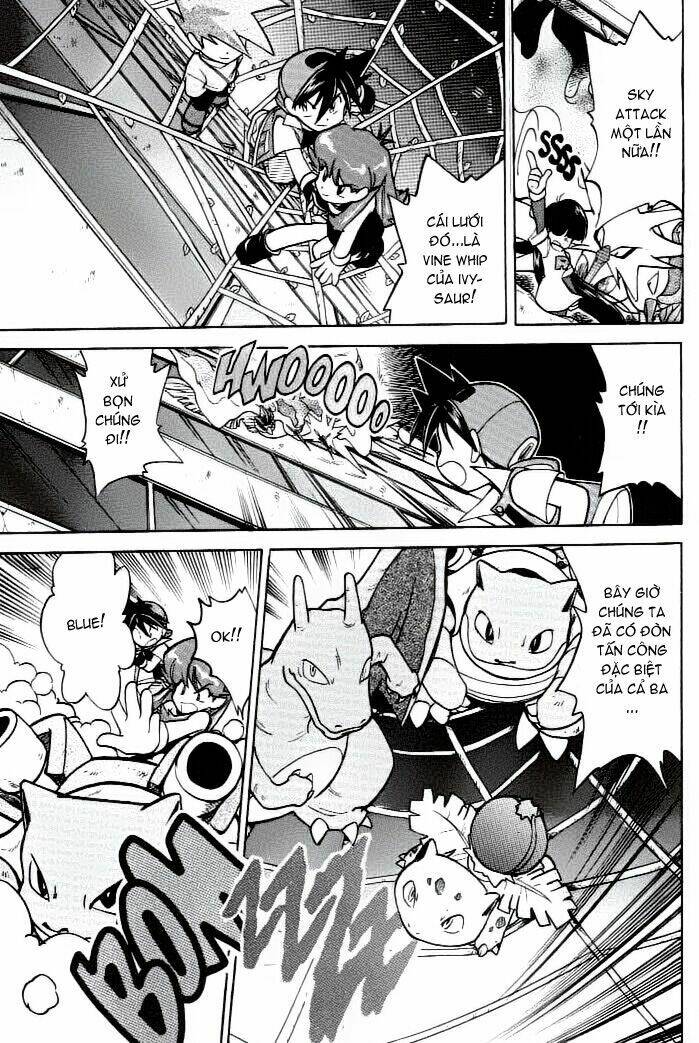 SKY
ATTACK
MỘT LẦN
NỮA!!
$$$$
CÁI LƯỚI
ĐÓ...LÀ
VINE WHIP
CỦA IVY-
SAUR!
CHÚNG
TỚI KÌA
!!
HWOOOOOO
XỬ
BỌN
CHÚNG
ĐI!!
BÂY GIỜ
CHÚNG TA
ĐÃ CÓ ĐÒN
TẤN CÔNG
ĐẶC BIỆT
CỦA CẢ BA
...
OK!!
BLUE!
ZZZZ
BOM